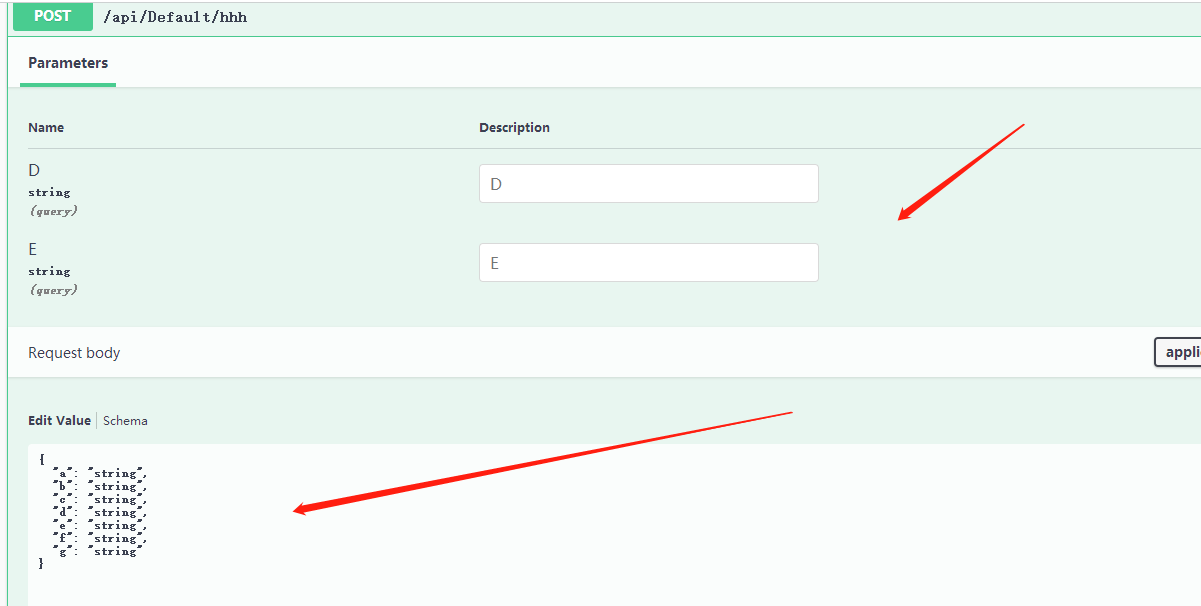 POST /api/Default/hhh
Parameters
Name Description
D D
string
(query)
E E
string
(query)
Request body appli
Edit Value Schema
{
"a": "string",
"b": "string",
"c": "string",
"d": "string",
"e": "string",
"f": "string",
"g": "string"
}